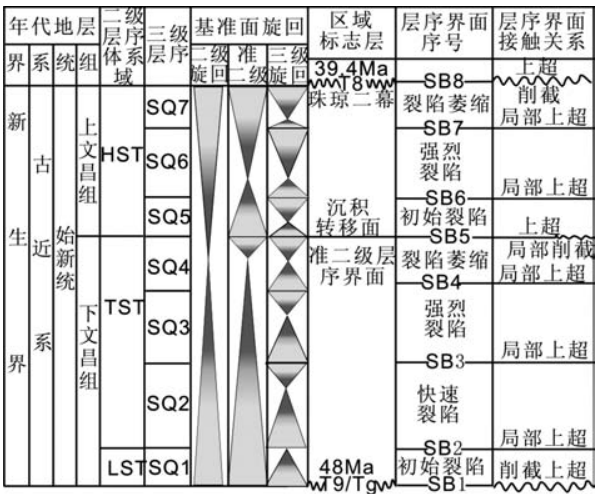 年代地层
二级层序体系域
三级层序
基准面旋回
区域标志层
层序界面序号
层序界面接触关系
界
系
统
组
二级旋回
准二级
三级旋回
新生界
古近系
始新统
上文昌组
下文昌组
HST
TST
LST
SQ7
SQ6
SQ5
SQ4
SQ3
SQ2
SQ1
39.4Ma
T8
珠琼二幕
沉积
转移面
准二级层
序界面
48Ma
T9/Tg
SB8
裂陷萎缩
SB7
强烈
裂陷
SB6
初始裂陷
SB5
裂陷萎缩
SB4
强烈
裂陷
SB3
快速
裂陷
SB2
初始裂陷
SB1
上超
削截
局部上超
局部上超
上超
局部削截
局部上超
局部上超
局部上超
削截上超